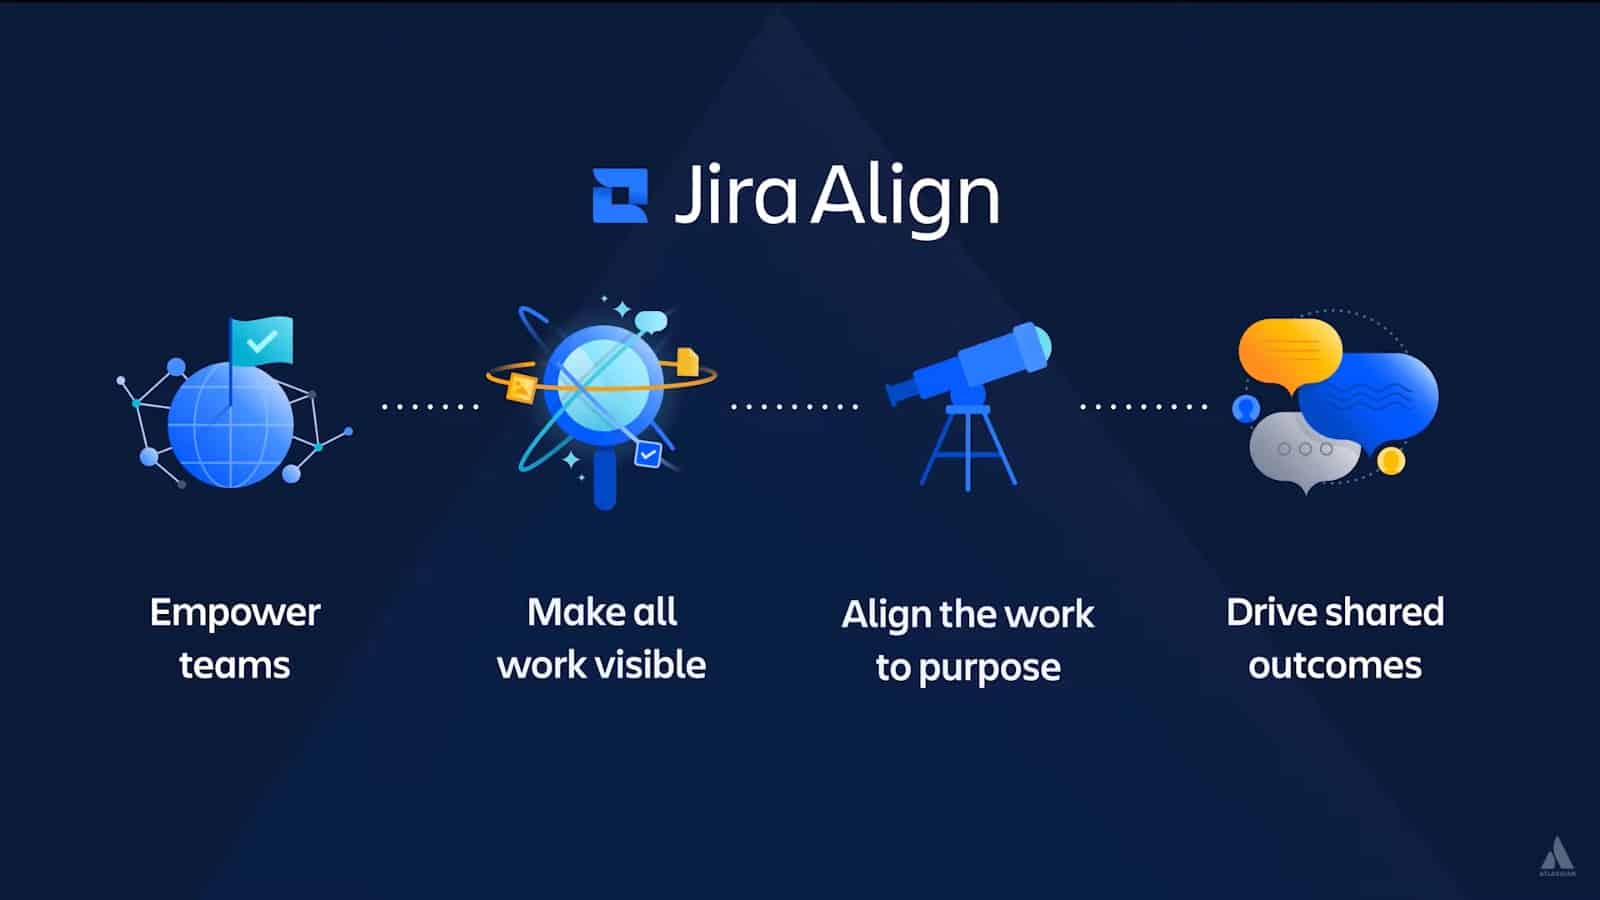 Jira Align
Empower
teams
Make all
work visible
Align the work
to purpose
Drive shared
outcomes
ATLASSIAN